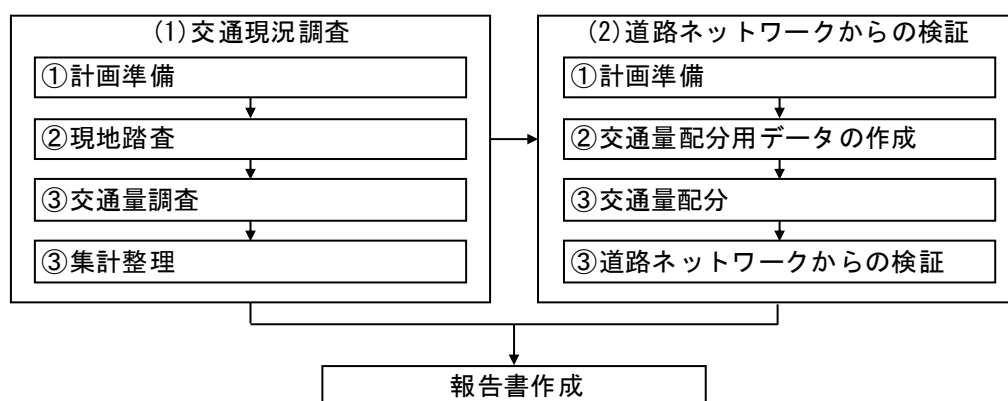 (1)交通現況調査
①計画準備
②現地踏査
③交通量調査
③集計整理
(2)道路ネットワークからの検証
①計画準備
②交通量配分用データの作成
③交通量配分
③道路ネットワークからの検証
報告書作成